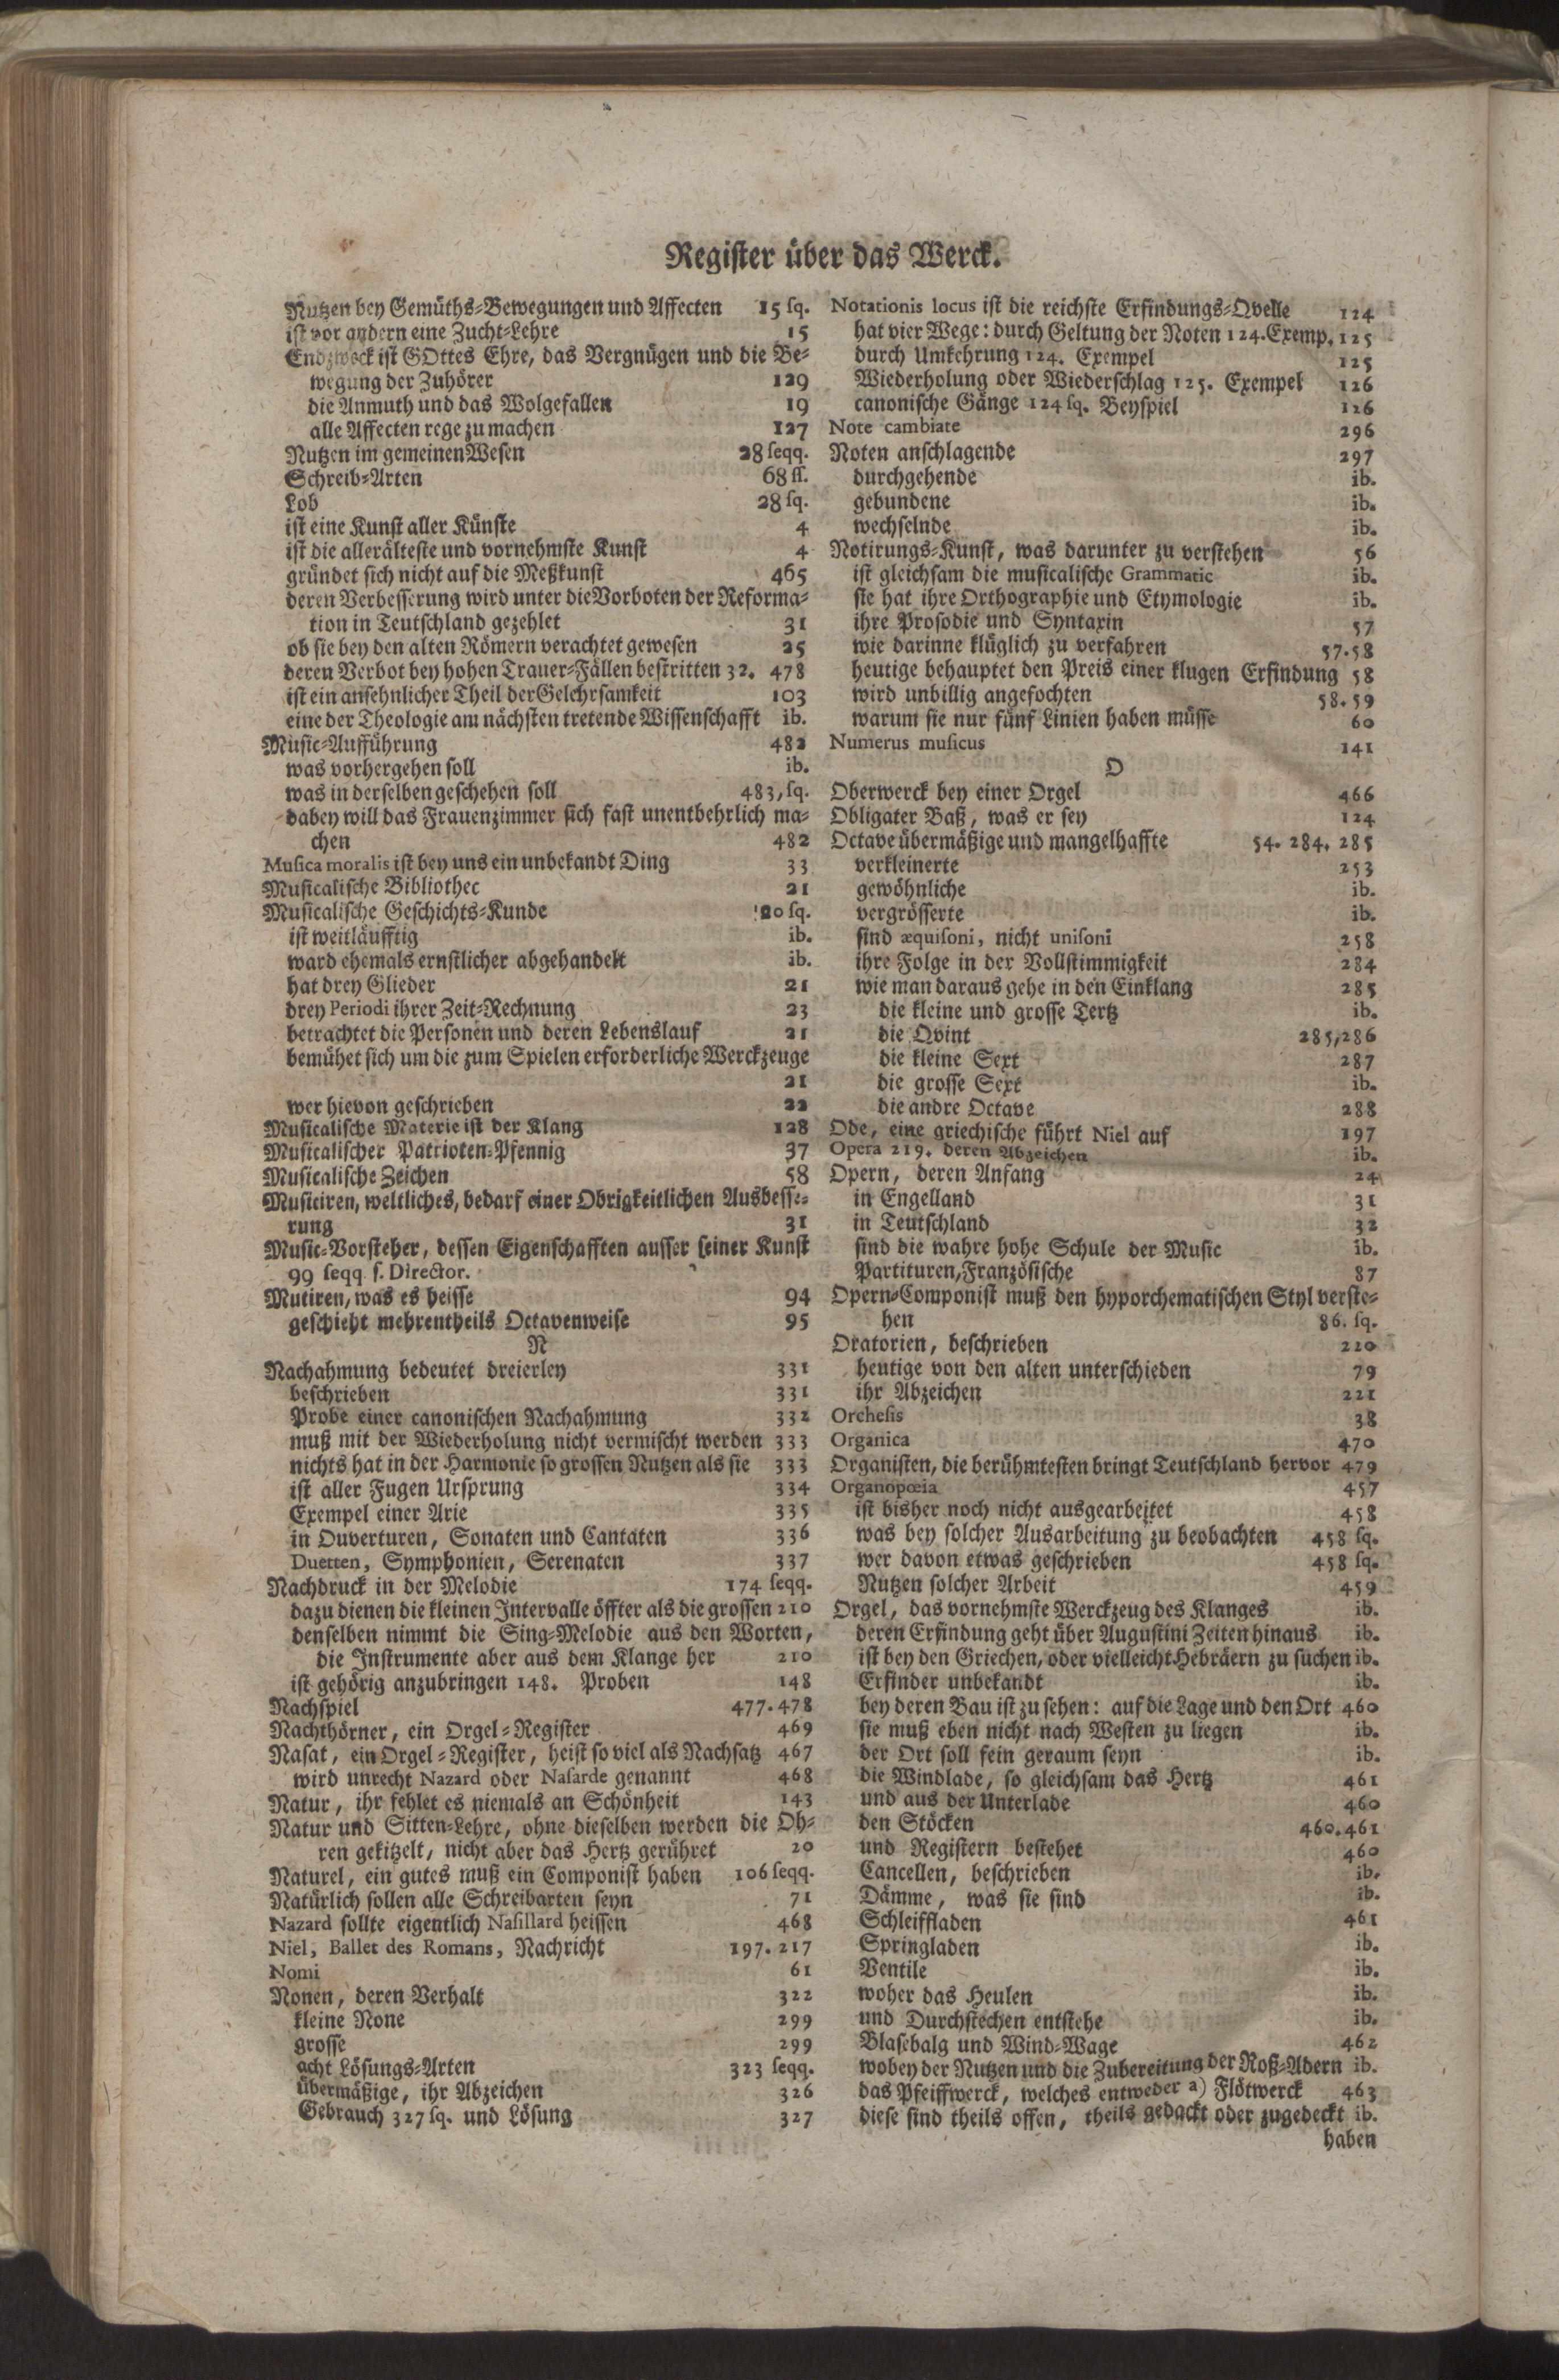 Register über das Werck.
Nutzen bey Gemüths-Bewegungen und Affecten 15 sq.
ist vor andern eine Zucht-Lehre 15
Endzweck ist GOttes Ehre, das Vergnügen und die Be-
wegung der Zuhörer 129
die Anmuth und das Wolgefallen 19
alle Affecten rege zu machen 127
Nutzen im gemeinen Wesen 28 seqq.
Schreib-Arten 68 ff.
Lob 28 sq.
ist eine Kunst aller Künste 4
ist die allerälteste und vornehmste Kunst 4
gründet sich nicht auf die Meßkunst 465
deren Verbesserung wird unter die Vorboten der Reforma-
tion in Teutschland gezehlet 31
ob sie bey den alten Römern verachtet gewesen 25
deren Verbot bey hohen Trauer-Fällen bestritten 32. 478
ist ein ansehnlicher Theil der Gelehrsamkeit 103
eine der Theologie am nächsten tretende Wissenschafft ib.
Music-Aufführung 482
was vorhergehen soll ib.
was in derselben geschehen soll 483, sq.
dabey will das Frauenzimmer sich fast unentbehrlich ma-
chen 482
Musica moralis ist bey uns ein unbekandt Ding 33
Musicalische Bibliothec 21
Musicalische Geschichts-Kunde 20 sq.
ist weitläufftig ib.
ward ehemals ernstlicher abgehandelt ib.
hat drey Glieder 21
drey Periodi ihrer Zeit-Rechnung 23
betrachtet die Personen und deren Lebenslauf 21
bemühet sich um die zum Spielen erforderliche Werckzeuge
21
wer hievon geschrieben 22
Musicalische Materie ist der Klang 128
Musicalischer Patrioten-Pfennig 37
Musicalische Zeichen 58
Musiciren, weltliches, bedarf einer Obrigkeitlichen Ausbesse-
rung 31
Music-Vorsteher, dessen Eigenschafften ausser seiner Kunst
99 seqq s. Director.
Mutiren, was es heisse 94
geschieht mehrentheils Octavenweise 95
N
Nachahmung bedeutet dreierley 331
beschrieben 331
Probe einer canonischen Nachahmung 332
muß mit der Wiederholung nicht vermischt werden 333
nichts hat in der Harmonie so grossen Nutzen als sie 333
ist aller Fugen Ursprung 334
Exempel einer Arie 335
in Ouverturen, Sonaten und Cantaten 336
Duetten, Symphonien, Serenaten 337
Nachdruck in der Melodie 174 seqq.
dazu dienen die kleinen Intervalle öffter als die grossen 210
denselben nimmt die Sing-Melodie aus den Worten,
die Instrumente aber aus dem Klange her 210
ist gehörig anzubringen 148. Proben 148
Nachspiel 477.478
Nachthörner, ein Orgel-Register 469
Nasat, ein Orgel-Register, heist so viel als Nachsatz 467
wird unrecht Nazard oder Nasarde genannt 468
Natur, ihr fehlet es niemals an Schönheit 143
Natur und Sitten-Lehre, ohne dieselben werden die Oh-
ren gekitzelt, nicht aber das Hertz gerühret 20
Naturel, ein gutes muß ein Componist haben 106 seqq.
Natürlich sollen alle Schreibarten seyn 71
Nazard sollte eigentlich Nasillard heissen 468
Niel, Ballet des Romans, Nachricht 197.217
Nomi 61
Nonen, deren Verhalt 322
kleine None 299
grosse 299
acht Lösungs-Arten 323 seqq.
übermäßige, ihr Abzeichen 326
Gebrauch 327 sq. und Lösung 327
Notationis locus ist die reichste Erfindungs-Qvelle 124
hat vier Wege: durch Geltung der Noten 124. Exemp. 125
durch Umkehrung 124. Exempel 125
Wiederholung oder Wiederschlag 125. Exempel 126
canonische Gänge 124 sq. Beyspiel 126
Note cambiate 296
Noten anschlagende 297
durchgehende ib.
gebundene ib.
wechselnde ib.
Notirungs-Kunst, was darunter zu verstehen 56
ist gleichsam die musicalische Grammatic ib.
sie hat ihre Orthographie und Etymologie ib.
ihre Prosodie und Syntaxin 57
wie darinne klüglich zu verfahren 57.58
heutige behauptet den Preis einer klugen Erfindung 58
wird unbillig angefochten 58.59
warum sie nur fünf Linien haben müsse 60
Numerus musicus 141
O
Oberwerck bey einer Orgel 466
Obligater Baß, was er sey 124
Octave übermäßige und mangelhaffte 54. 284. 285
verkleinerte 253
gewöhnliche ib.
vergrösserte ib.
sind æquisoni, nicht unisoni 258
ihre Folge in der Vollstimmigkeit 284
wie man daraus gehe in den Einklang 285
die kleine und grosse Tertz ib.
die Qvint 285,286
die kleine Sext 287
die grosse Sext ib.
die andre Octave 288
Ode, eine griechische führt Niel auf 197
Opera 219. deren Abzeichen ib.
Opern, deren Anfang 24
in Engelland 31
in Teutschland 32
sind die wahre hohe Schule der Music ib.
Partituren, Französische 87
Opern-Componist muß den hyporchematischen Styl verste-
hen 86. sq.
Oratorien, beschrieben 220
heutige von den alten unterschieden 79
ihr Abzeichen 221
Orchesis 38
Organica 470
Organisten, die berühmtesten bringt Teutschland hervor 479
Organopœia 457
ist bisher noch nicht ausgearbeitet 458
was bey solcher Ausarbeitung zu beobachten 458 sq.
wer davon etwas geschrieben 458 sq.
Nutzen solcher Arbeit 459
Orgel, das vornehmste Werckzeug des Klanges ib.
deren Erfindung geht über Augustini Zeiten hinaus ib.
ist bey den Griechen, oder vielleicht Hebräern zu suchen ib.
Erfinder unbekandt ib.
bey deren Bau ist zu sehen: auf die Lage und den Ort 460
sie muß eben nicht nach Westen zu liegen ib.
der Ort soll fein geraum seyn ib.
die Windlade, so gleichsam das Hertz 461
und aus der Unterlade 460
den Stöcken 460.461
und Registern bestehet 460
Cancellen, beschrieben ib.
Dämme, was sie sind ib.
Schleiffladen 461
Springladen ib.
Ventile ib.
woher das Heulen ib.
und Durchstechen entstehe ib.
Blasebalg und Wind-Wage 462
wobey der Nutzen und die Zubereitung der Roß-Adern ib.
das Pfeiffwerck, welches entweder a) Flötwerck 463
diese sind theils offen, theils gedackt oder zugedeckt ib.
haben